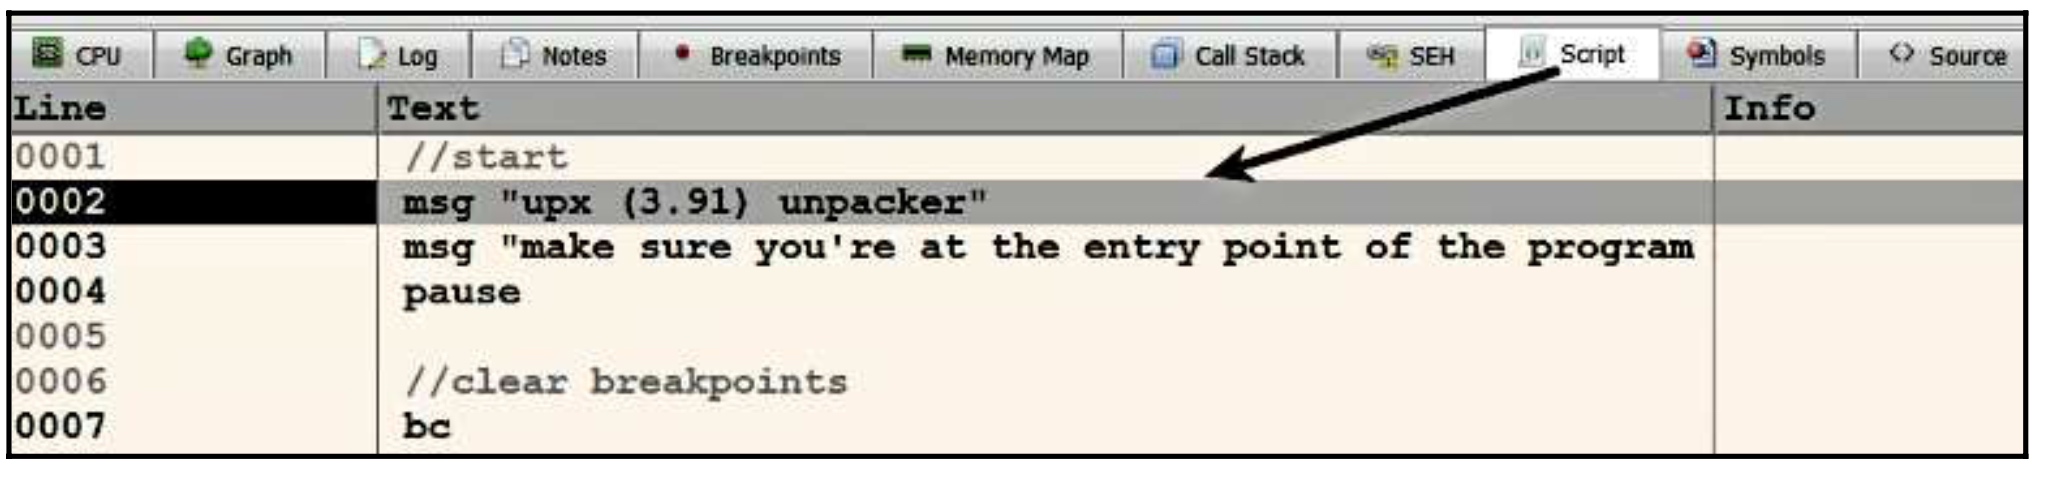 CPU Graph Log Notes Breakpoints Memory Map Call Stack SEH Script Symbols Source
Line Text Info
0001 //start
0002 msg "upx (3.91) unpacker"
0003 msg "make sure you're at the entry point of the program
0004 pause
0005
0006 //clear breakpoints
0007 bc